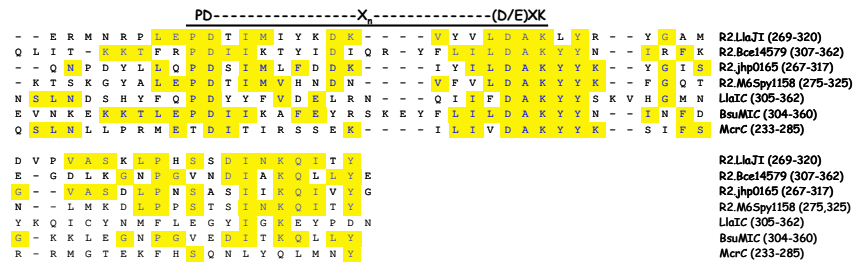 PD----------------X n ---------------(D/E)XK
- - E R M N R P L E P D T I M I Y K D K - - - - V Y V L D A K L Y R - - Y G A M R2.LlaJI (269-320)
Q L I T - K K T F R P D I I K T Y I D I Q R - Y F L I L D A K Y Y N - - I R F K R2.Bce14579 (307-362)
- - Q N P D Y L Q P D S I M L F D D K - - - - I Y I L D A K Y Y K - - Y G I S R2.jhp0165 (267-317)
- K T S K G Y A L E P D T I M V H N D N - - - - V F V L D A K Y Y K - - F G Q T R2.M6Spy1158 (275-325)
N S L N D S H Y F Q P D Y Y F V D E L R N - - - Q I I F D A K Y Y S K V H G M N LlaIC (305-362)
E V N K E K K T L E P D I I K A F E Y R S K E Y F L I L D A K Y Y N - - I N F D BsuMIC (304-360)
Q S L N L L P R M E T D I T I R S S E K - - - - I L I V D A K Y Y K - - S I F S McrC (233-285)
D V P V A S K L P H S S D I N K Q I T Y R2.LlaJI (269-320)
E - G D L K G N P G V N D I A K Q L L Y E R2.Bce14579 (307-362)
G - - V A S D L P N S A S I I K Q I V Y G R2.jhp0165 (267-317)
N - - L M K D L P P S T S I N K Q I T Y R2.M6Spy1158 (275,325)
Y K Q I C Y N M F L E G Y I G K E Y P D N LlaIC (305-362)
G - K K L E G N P G V E D I T K Q L L Y BsuMIC (304-360)
R - R M G T E K F H S Q N L Y Q L M N Y McrC (233-285)